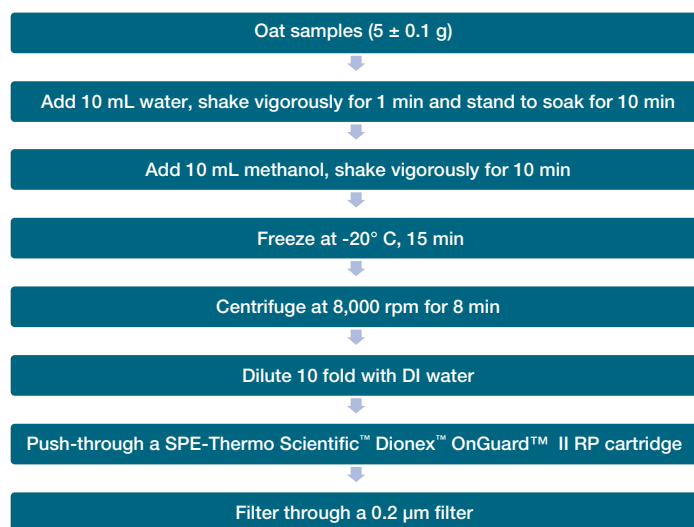 Oat samples (5 ± 0.1 g)
Add 10 mL water, shake vigorously for 1 min and stand to soak for 10 min
Add 10 mL methanol, shake vigorously for 10 min
Freeze at -20° C, 15 min
Centrifuge at 8,000 rpm for 8 min
Dilute 10 fold with DI water
Push-through a SPE-Thermo Scientific™ Dionex™ OnGuard™ II RP cartridge
Filter through a 0.2 µm filter